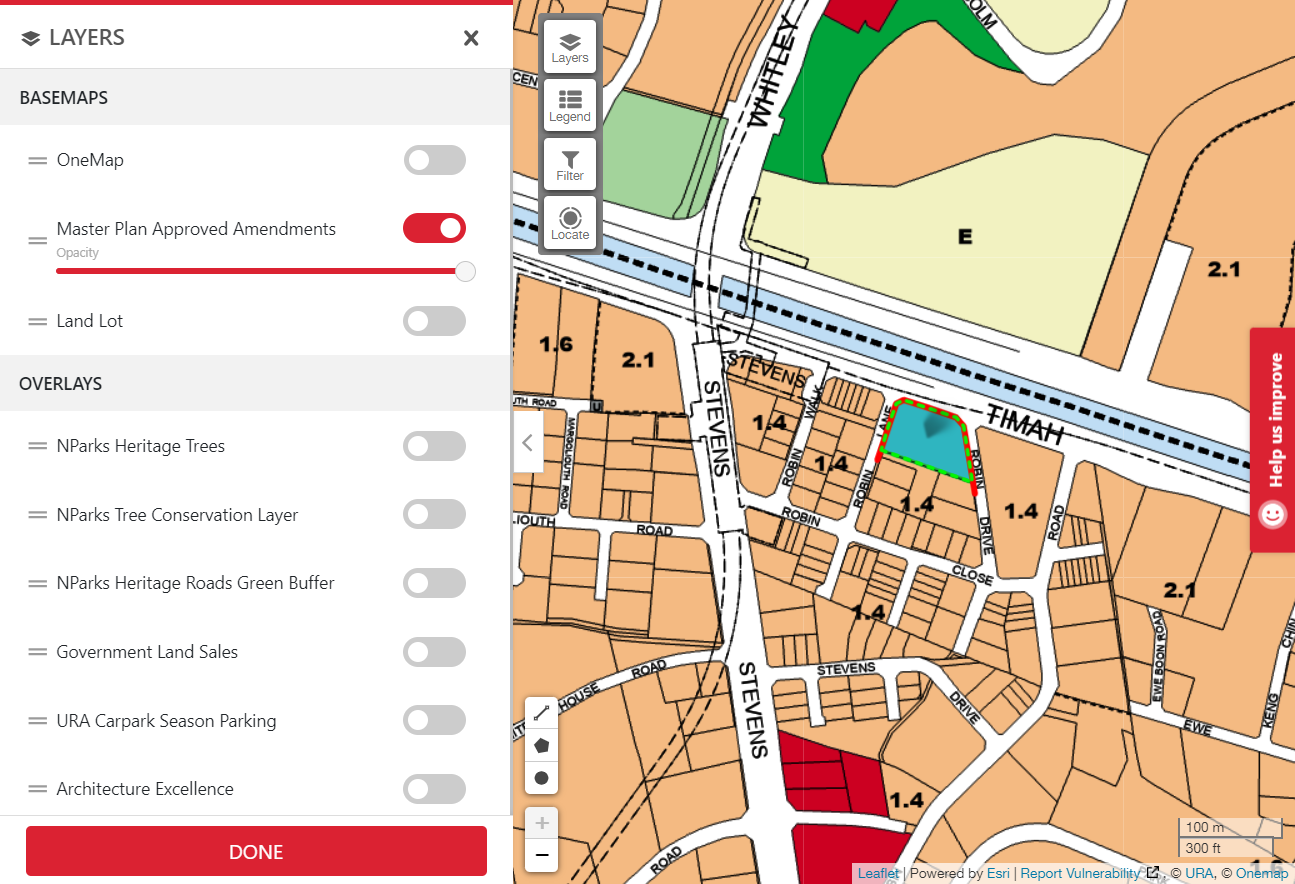 LAYERS
BASEMAPS
OneMap
Master Plan Approved Amendments
Opacity
Land Lot
OVERLAYS
NParks Heritage Trees
NParks Tree Conservation Layer
NParks Heritage Roads Green Buffer
Government Land Sales
URA Carpark Season Parking
Architecture Excellence
DONE
Layers
Legend
Filter
Locate
WHITLEY
E
2.1
1.6
2.1
STEVENS
STEVENS
WALK
ROBIN
1.4
1.4
LANE
ROBIN
TIMAH
ROBIN
DRIVE
1.4
1.4
ROAD
ROAD
MARGOLIOUTH ROAD
ROAD
ROBIN
CLOSE
1.4
2.1
EWE BOON ROAD
STEVENS
DRIVE
STEVENS
HOUSE
ROAD
EWE
KENG
1.4
ROAD
Help us improve
+
−
100 m
300 ft
Leaflet | Powered by Esri | Report Vulnerability , © URA, © Onemap